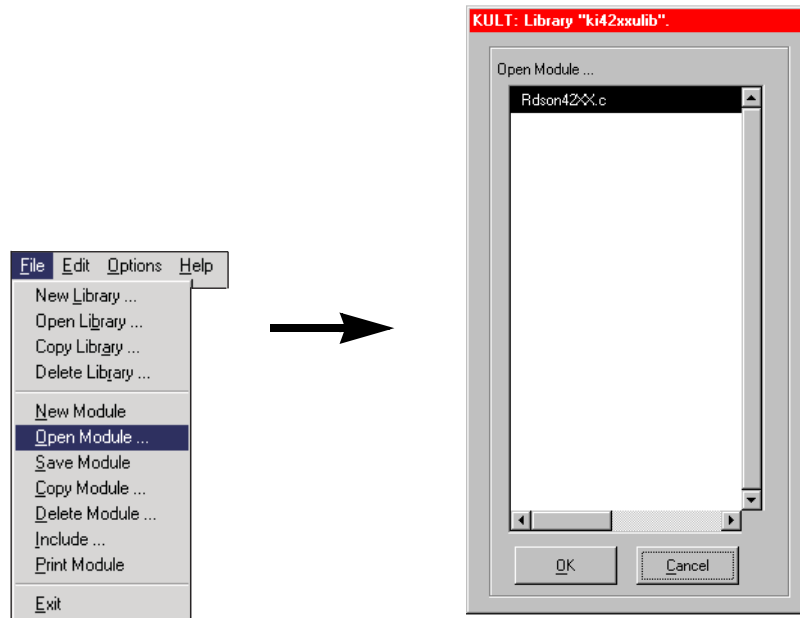 File Edit Options Help
New Library ...
Open Library ...
Copy Library ...
Delete Library ...
New Module
Open Module ...
Save Module
Copy Module ...
Delete Module ...
Include ...
Print Module
Exit
KULT: Library "ki42xxulib".
Open Module ...
Rdson42XX.c
OK Cancel